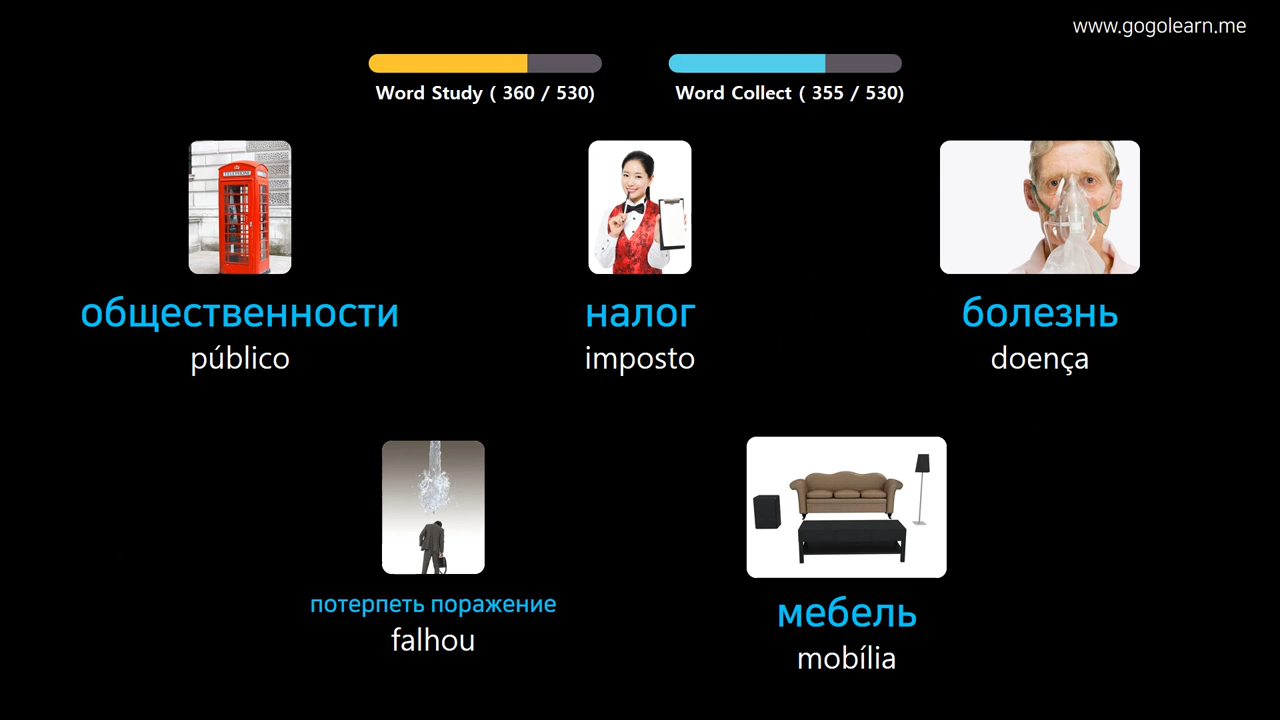 www.gogolearn.me
Word Study ( 360 / 530)
Word Collect ( 355 / 530)
TELEPHONE
общественности
público
налог
imposto
болезнь
doença
потерпеть поражение
falhou
мебель
mobília